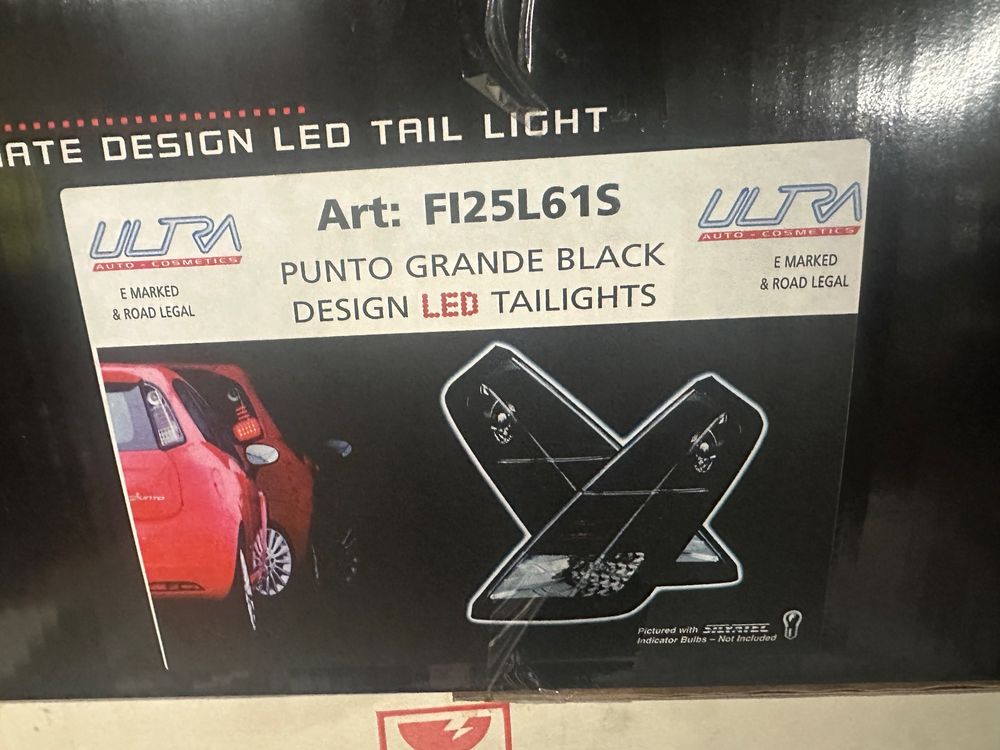 ATE DESIGN LED TAIL LIGHT
ULTRA
AUTO - COSMETICS
E MARKED
& ROAD LEGAL
Art: FI25L61S
PUNTO GRANDE BLACK
DESIGN LED TAILIGHTS
ULTRA
AUTO - COSMETICS
E MARKED
& ROAD LEGAL
Pictured with SILVATEC
Indicator Bulbs – Not Included